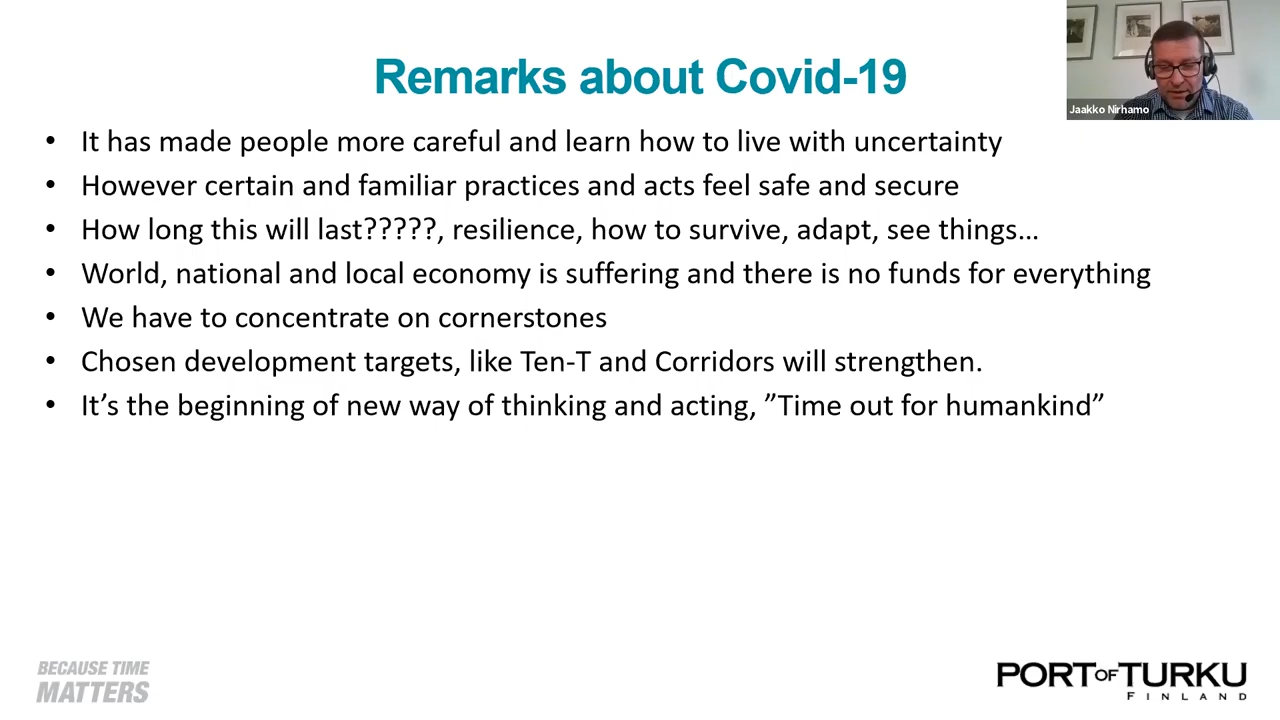 Remarks about Covid-19
Jaakko Nirhamo
• It has made people more careful and learn how to live with uncertainty
• However certain and familiar practices and acts feel safe and secure
• How long this will last?????, resilience, how to survive, adapt, see things…
• World, national and local economy is suffering and there is no funds for everything
• We have to concentrate on cornerstones
• Chosen development targets, like Ten-T and Corridors will strengthen.
• It’s the beginning of new way of thinking and acting, ”Time out for humankind”
BECAUSE TIME
MATTERS
PORT OF TURKU
FINLAND